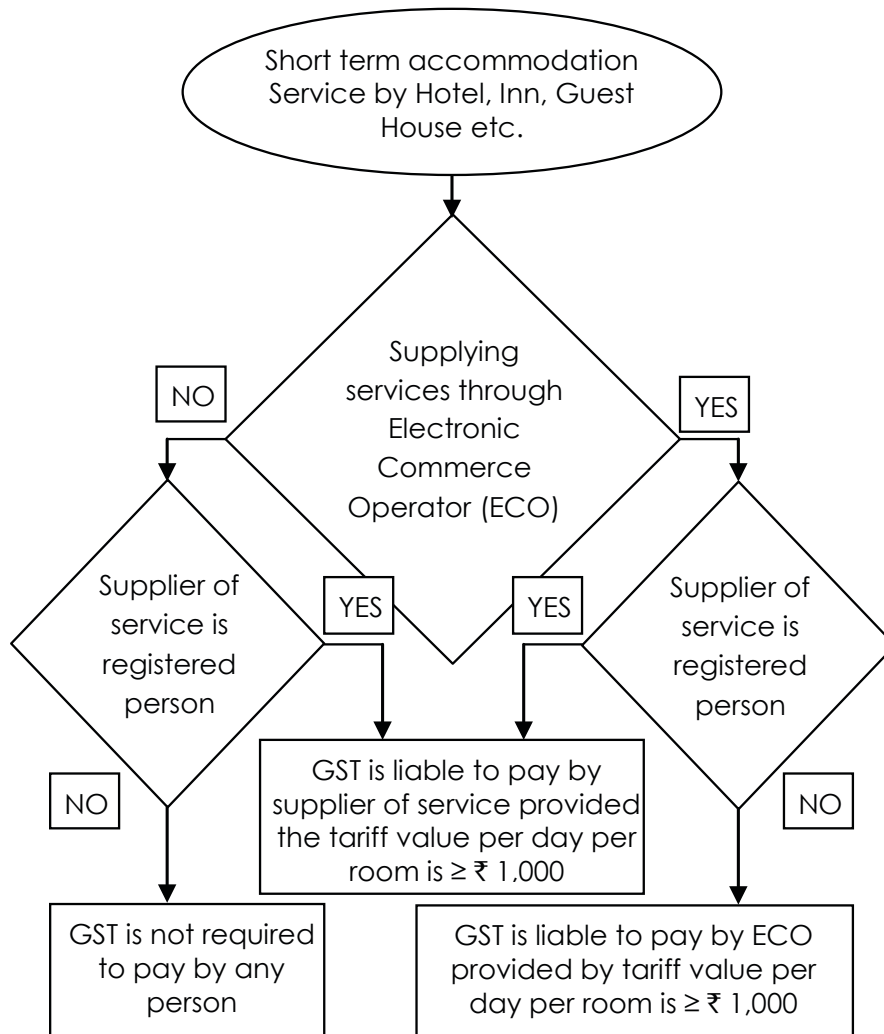 Short term accommodation
Service by Hotel, Inn, Guest
House etc.
Supplying
services through
Electronic
Commerce
Operator (ECO)
NO
YES
Supplier of
service is
registered
person
YES
YES
Supplier of
service is
registered
person
GST is liable to pay by
supplier of service provided
the tariff value per day per
room is ≥ ₹ 1,000
NO
NO
GST is not required
to pay by any
person
GST is liable to pay by ECO
provided by tariff value per
day per room is ≥ ₹ 1,000